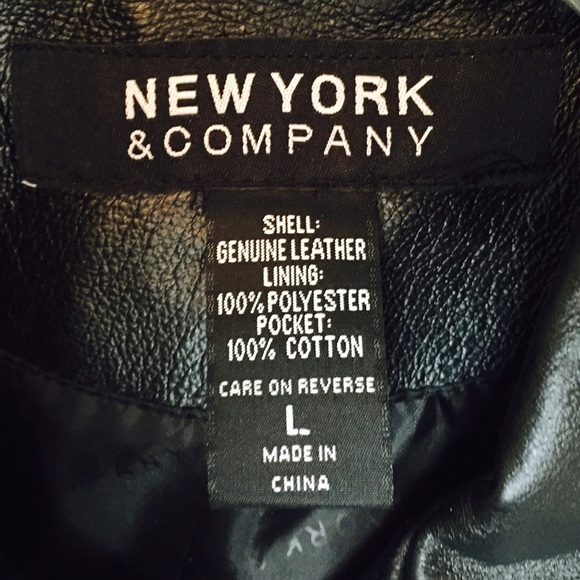 NEW YORK
& COMPANY
SHELL:
GENUINE LEATHER
LINING:
100% POLYESTER
POCKET:
100% COTTON
CARE ON REVERSE
L
MADE IN
CHINA